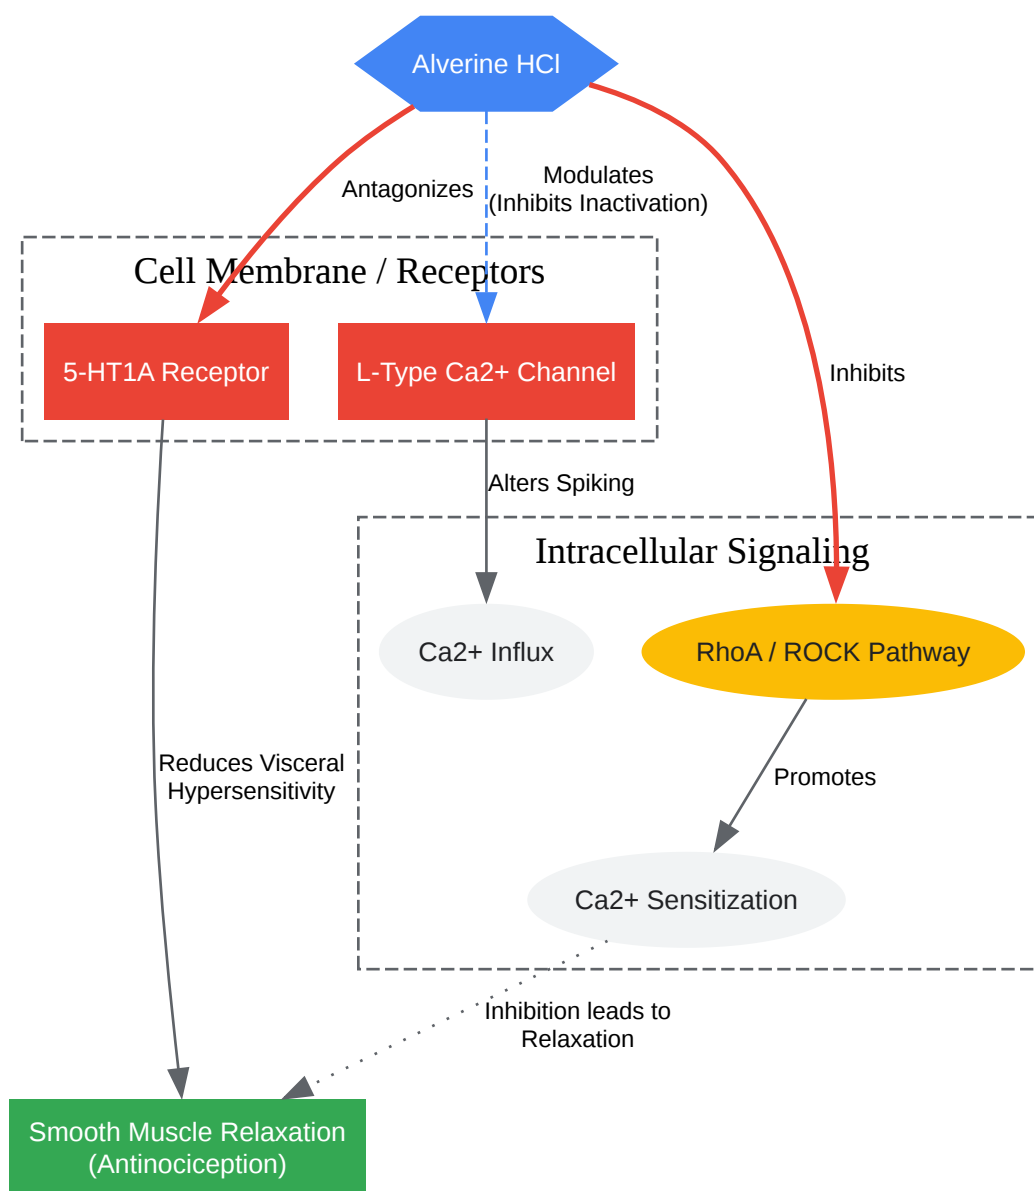 Alverine HCl
Antagonizes
Modulates
(Inhibits Inactivation)
Cell Membrane / Receptors
5-HT1A Receptor
L-Type Ca2+ Channel
Inhibits
Alters Spiking
Intracellular Signaling
Ca2+ Influx
RhoA / ROCK Pathway
Reduces Visceral
Hypersensitivity
Promotes
Ca2+ Sensitization
Inhibition leads to
Relaxation
Smooth Muscle Relaxation
(Antinociception)